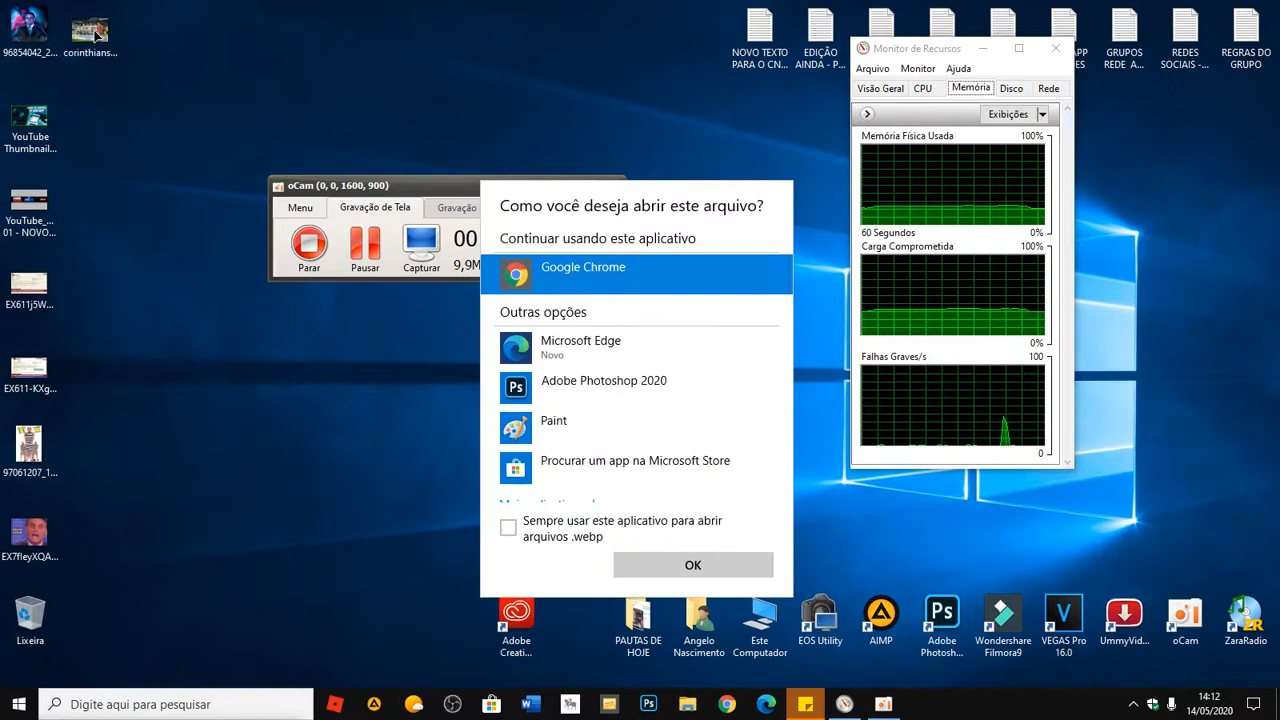 96854042_2...
corinthians...
NOVO TEXTO
PARA O CN...
EDIÇÃO
AINDA - P...
GRUPOS
REDE A...
REDES
SOCIAIS -...
REGRAS DO
GRUPO
Monitor de Recursos
Arquivo Monitor Ajuda
Visão Geral CPU Memória Disco Rede
Exibições
Memória Física Usada 100%
60 Segundos 0%
Carga Comprometida 100%
0%
Falhas Graves/s 100
0
YouTube
Thumbnail...
YouTube_...
01 - NOVO...
EX611j5W...
EX611-KXg...
97061207_1...
EX7fleyXQA...
Lixeira
oCam (0, 0, 1600, 900)
Menu Gravação de Tela Gravação
00
Parar Pausar Capturar 9,9M
Como você deseja abrir este arquivo?
Continuar usando este aplicativo
Google Chrome
Outras opções
Microsoft Edge
Novo
Ps Adobe Photoshop 2020
Paint
Procurar um app na Microsoft Store
Sempre usar este aplicativo para abrir
arquivos .webp
OK
Adobe
Creati...
PAUTAS DE
HOJE
Angelo
Nascimento
Este
Computador
EOS Utility
AIMP
Ps
Adobe
Photosh...
Wondershare
Filmora9
V
VEGAS Pro
16.0
UmmyVid...
oCam
ZaraRadio
Digite aqui para pesquisar
14:12
14/05/2020